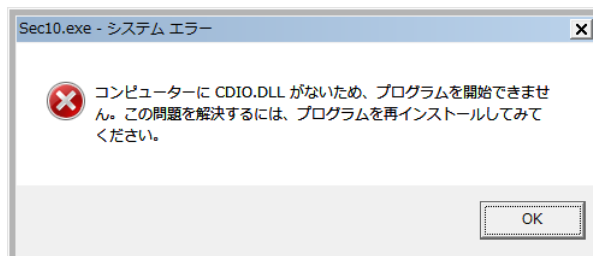 Sec10.exe - システム エラー
コンピューターに CDIO.DLL がないため、プログラムを開始できませ
ん。この問題を解決するには、プログラムを再インストールしてみて
ください。
OK